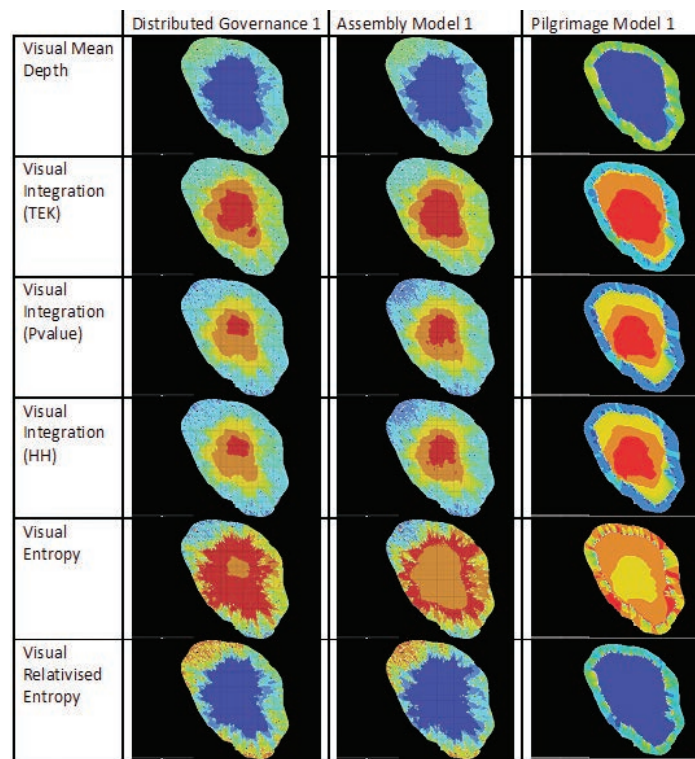 Distributed Governance 1 Assembly Model 1 Pilgrimage Model 1
Visual Mean
Depth
Visual
Integration
(TEK)
Visual
Integration
(Pvalue)
Visual
Integration
(HH)
Visual
Entropy
Visual
Relativised
Entropy